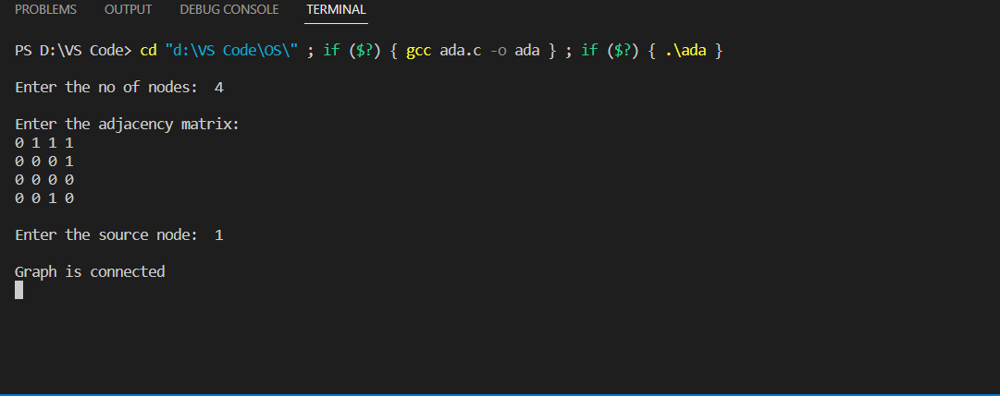 PROBLEMS OUTPUT DEBUG CONSOLE TERMINAL
PS D:\VS Code> cd "d:\VS Code\OS\" ; if ($?) { gcc ada.c -o ada } ; if ($?) { .\ada }
Enter the no of nodes:  4
Enter the adjacency matrix:
0 1 1 1
0 0 0 1
0 0 0 0
0 0 1 0
Enter the source node:  1
Graph is connected